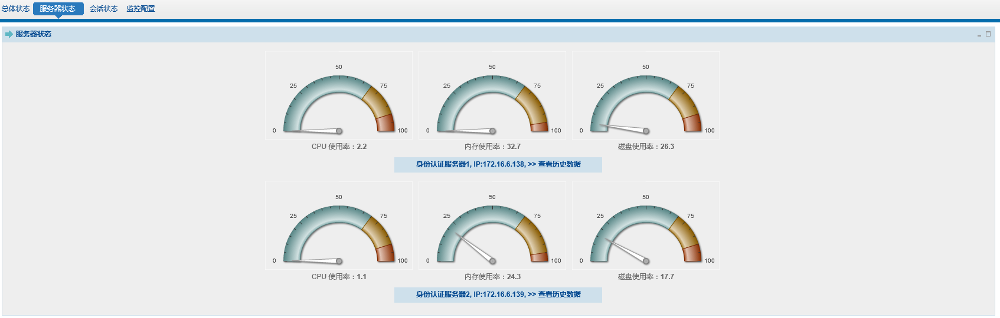 总体状态 服务器状态 会话状态 监控配置
服务器状态
0 25 50 75 100
0 25 50 75 100
0 25 50 75 100
CPU 使用率：2.2 内存使用率：32.7 磁盘使用率：26.3
身份认证服务器1, IP:172.16.6.138, >> 查看历史数据
0 25 50 75 100
0 25 50 75 100
0 25 50 75 100
CPU 使用率：1.1 内存使用率：24.3 磁盘使用率：17.7
身份认证服务器2, IP:172.16.6.139, >> 查看历史数据